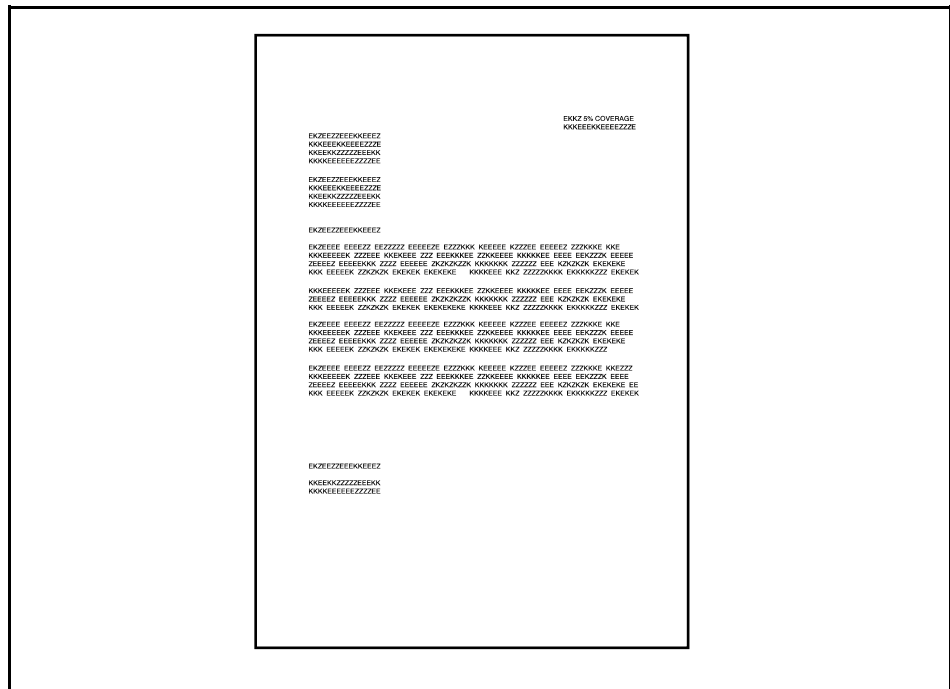 EKKZ 5% COVERAGE
KKKEEEKKEEEEZZZE
EKZEEZZEEEKKEEEZ
KKKEEEKKEEEEZZZE
KKEEKKZZZZZEEEKK
KKKKEEEEEEZZZZEE
EKZEEZZEEEKKEEEZ
KKKEEEKKEEEEZZZE
KKEEKKZZZZZEEEKK
KKKKEEEEEEZZZZEE
EKZEEZZEEEKKEEEZ
EKZEEEE EEEEZZ EEZZZZZ EEEEEZE EZZZKKK KEEEEE KZZZEE EEEEEZ ZZZKKKE KKE
KKKEEEEEK ZZZEEE KKEKEEE ZZZ EEEKKKEE ZZKKEEEE KKKKKEE EEEE EEKZZZK EEEEE
ZEEEEZ EEEEEKKK ZZZZ EEEEEE ZKZKZKZZK KKKKKKK ZZZZZZ EEE KZKZKZK EKEKEKE
KKK EEEEEK ZZKZKZK EKEKEK EKEKEKE KKKKEEE KKZ ZZZZZKKKK EKKKKKZZZ EKEKEK
KKKEEEEEK ZZZEEE KKEKEEE ZZZ EEEKKKEE ZZKKEEEE KKKKKEE EEEE EEKZZZK EEEEE
ZEEEEZ EEEEEKKK ZZZZ EEEEEE ZKZKZKZZK KKKKKKK ZZZZZZ EEE KZKZKZK EKEKEKE
KKK EEEEEK ZZKZKZK EKEKEK EKEKEKEKE KKKKEEE KKZ ZZZZZKKKK EKKKKKZZZ EKEKEK
EKZEEEE EEEEZZ EEZZZZZ EEEEEZE EZZZKKK KEEEEE KZZZEE EEEEEZ ZZZKKKE KKE
KKKEEEEEK ZZZEEE KKEKEEE ZZZ EEEKKKEE ZZKKEEEE KKKKKEE EEEE EEKZZZK EEEEE
ZEEEEZ EEEEEKKK ZZZZ EEEEEE ZKZKZKZZK KKKKKKK ZZZZZZ EEE KZKZKZK EKEKEKE
KKK EEEEEK ZZKZKZK EKEKEK EKEKEKEKE KKKKEEE KKZ ZZZZZKKKK EKKKKKZZZ
EKZEEEE EEEEZZ EEZZZZZ EEEEEZE EZZZKKK KEEEEE KZZZEE EEEEEZ ZZZKKKE KKEZZZ
KKKEEEEEK ZZZEEE KKEKEEE ZZZ EEEKKKEE ZZKKEEEE KKKKKEE EEEE EEKZZZK EEEE
ZEEEEZ EEEEEKKK ZZZZ EEEEEE ZKZKZKZZK KKKKKKK ZZZZZZ EEE KZKZKZK EKEKEKE EE
KKK EEEEEK ZZKZKZK EKEKEK EKEKEKE KKKKEEE KKZ ZZZZZKKKK EKKKKKZZZ EKEKEK
EKZEEZZEEEKKEEEZ
KKEEKKZZZZZEEEKK
KKKKEEEEEEZZZZEE